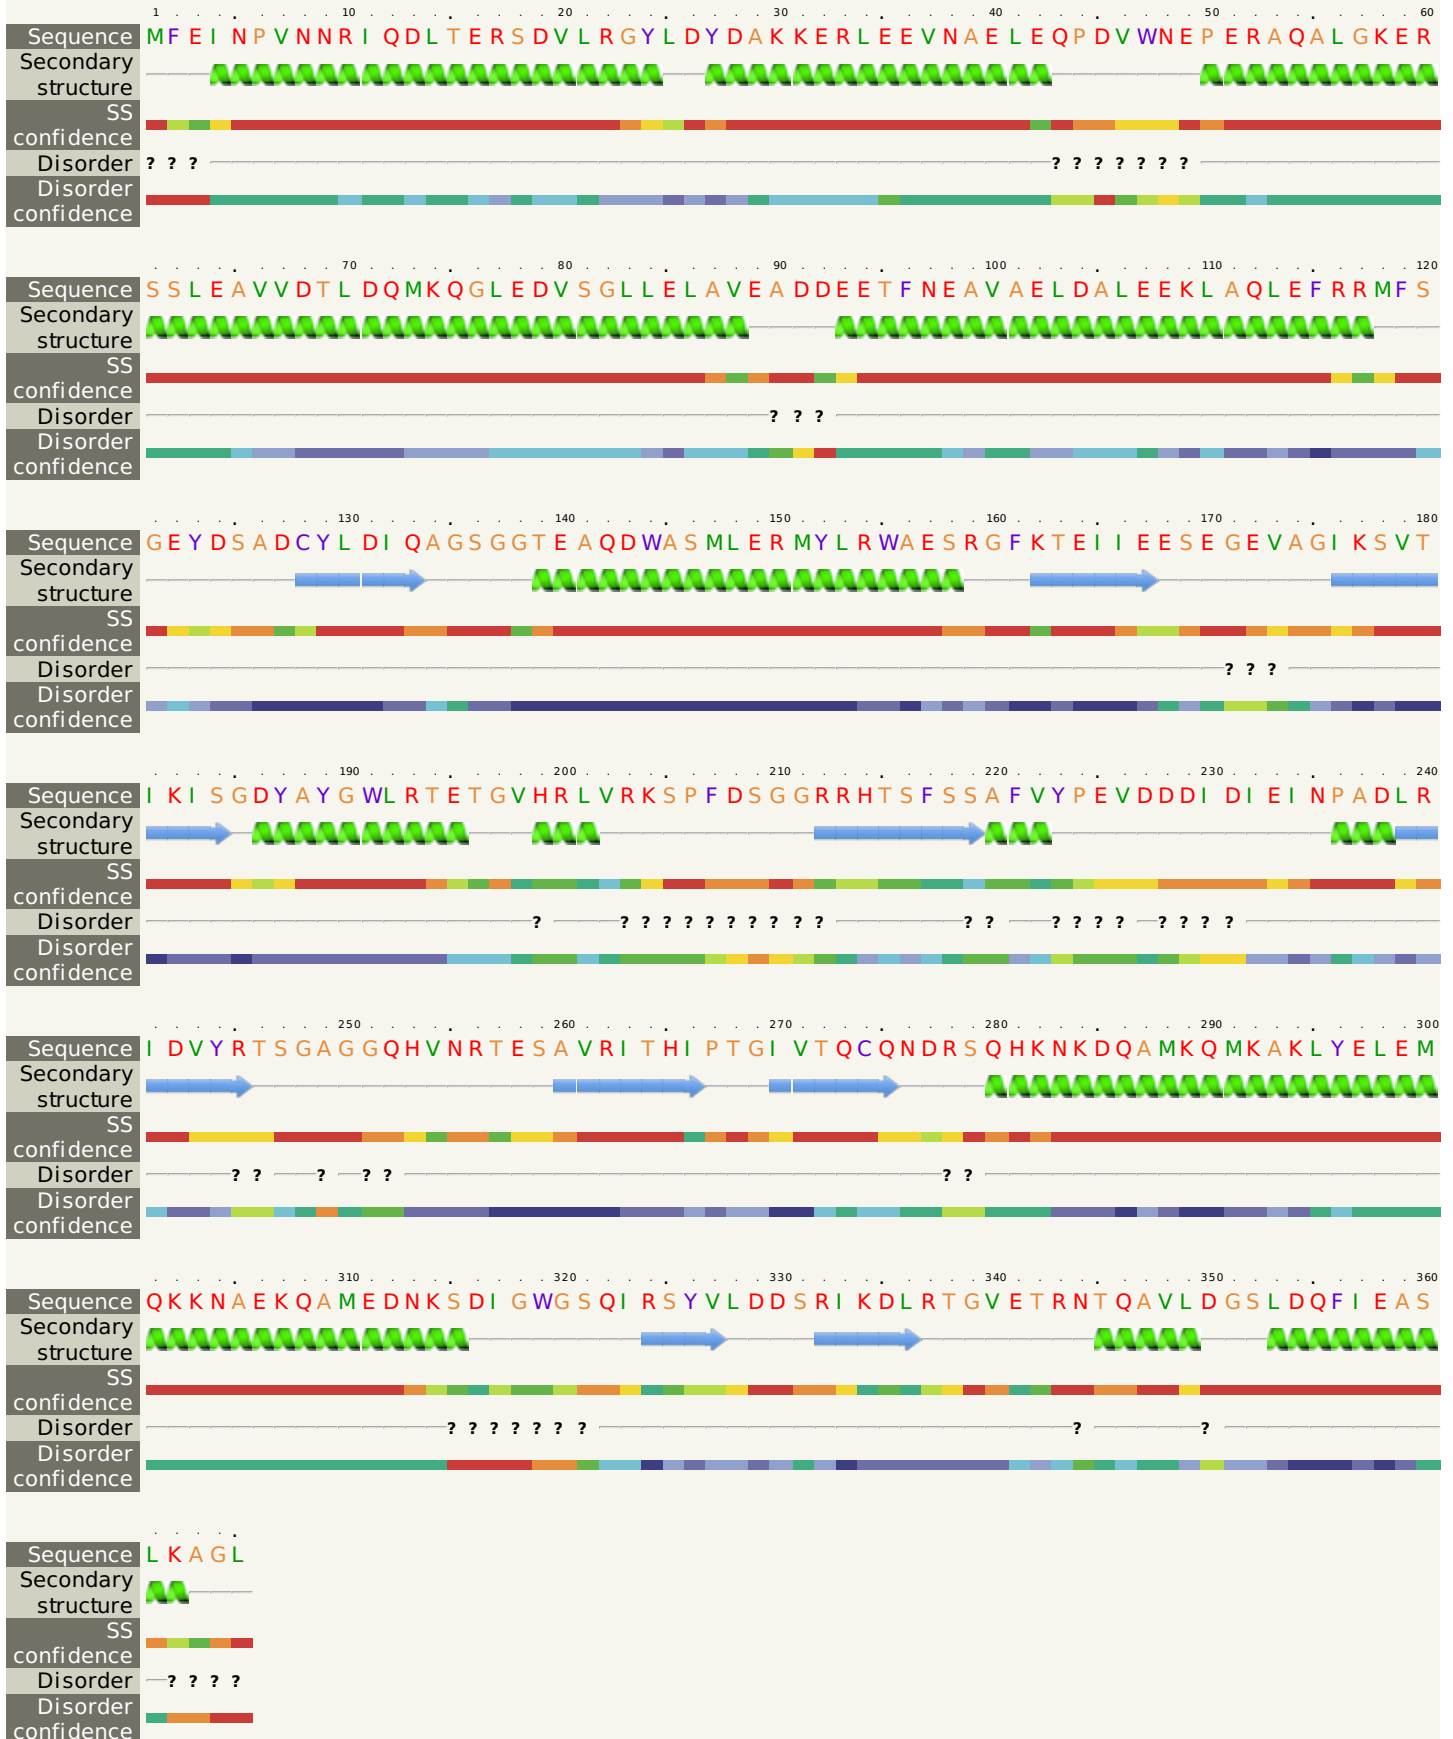 1 . . . . 10 . . . . . . . . . 20 . . . . . . . . . 30 . . . . . . . . . 40 . . . . . . . . . 50 . . . . . . . . . 60
Sequence MFEINPVNNRIQDLTERSDVLRGYLDYDAKKERLEEVNAELEQPDVWNEPERAQALGKER
Secondary
structure
SS
confidence
Disorder ? ? ? ? ? ? ? ? ? ?
Disorder
confidence
70 80 90 100 110 120
Sequence SSLEAVVDTLDQMKQGLEDVSGLLELAVEADDEETFNEAVAELDALEEKLAQLEFRRMFS
Secondary
structure
SS
confidence
Disorder ? ? ?
Disorder
confidence
130 140 150 160 170 180
Sequence GEYDSADCYLDIQAGSGGTEAQDWASMLERMYLRWAESRGFKTEIIEESEGEVAGIKSVT
Secondary
structure
SS
confidence
Disorder ? ? ?
Disorder
confidence
190 200 210 220 230 240
Sequence IKISGDYAYGWLRTETGVHRLVRKSPFDSGGRRHTSFSSAFVYPEVDDDIDIEINPADLR
Secondary
structure
SS
confidence
Disorder ? ? ? ? ? ? ? ? ? ? ? ? ? ? ? ? ? ? ? ? ?
Disorder
confidence
250 260 270 280 290 300
Sequence IDVYRTSGAGGQHVNRTESAVRITHIPTGIVTQCQNDRSQHKNKDQAMKQMKAKLYELEM
Secondary
structure
SS
confidence
Disorder ? ? ? ? ? ? ?
Disorder
confidence
310 320 330 340 350 360
Sequence QKKNAEKQAMEDNKSDIGWGSQIRSYVLDDSRIKDLRTGVETRNTQAVLDGSLDQFIEAS
Secondary
structure
SS
confidence
Disorder ? ? ? ? ? ? ? ? ?
Disorder
confidence
Sequence LKAGL
Secondary
structure
SS
confidence
Disorder ? ? ? ?
Disorder
confidence